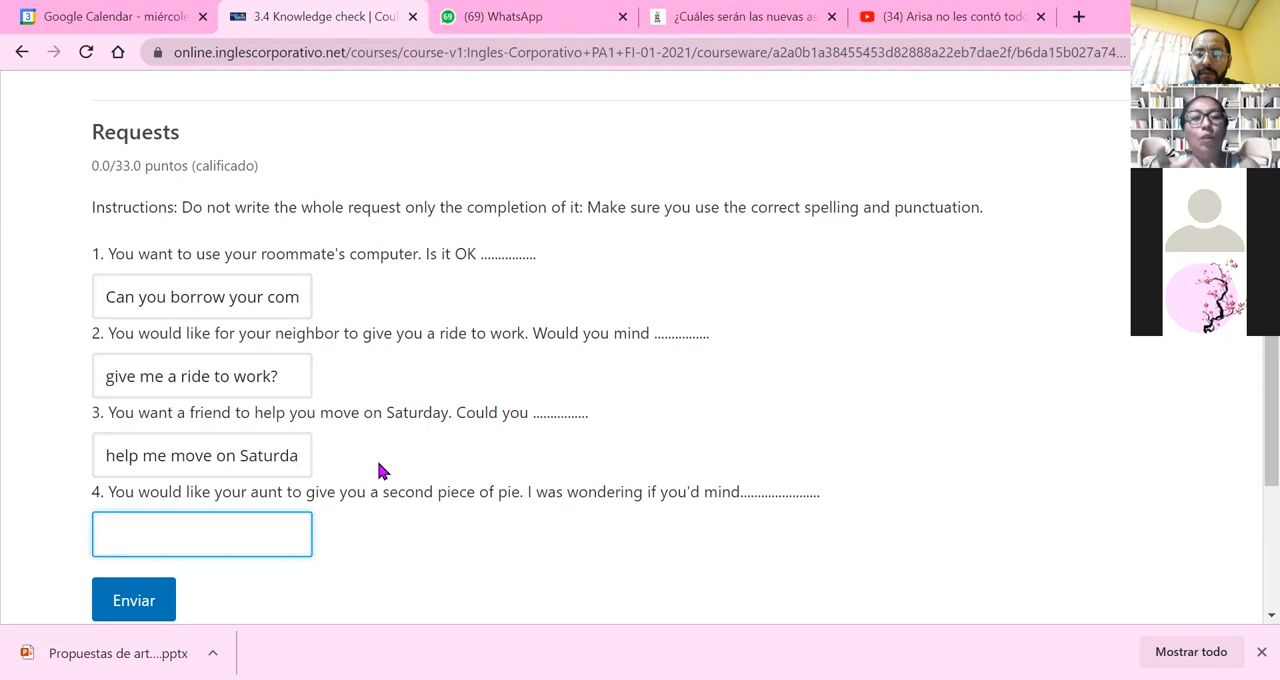 Google Calendar - miércole
3.4 Knowledge check | Cou
(69) WhatsApp
¿Cuáles serán las nuevas as
(34) Arisa no les contó tod
online.inglescorporativo.net/courses/course-v1:Ingles-Corporativo+PA1+FI-01-2021/courseware/a2a0b1a38455453d82888a22eb7dae2f/b6da15b027a74...
Requests
0.0/33.0 puntos (calificado)
Instructions: Do not write the whole request only the completion of it: Make sure you use the correct spelling and punctuation.
1. You want to use your roommate's computer. Is it OK ................
Can you borrow your com
2. You would like for your neighbor to give you a ride to work. Would you mind ................
give me a ride to work?
3. You want a friend to help you move on Saturday. Could you ................
help me move on Saturda
4. You would like your aunt to give you a second piece of pie. I was wondering if you'd mind.......................
Enviar
Propuestas de art....pptx
Mostrar todo